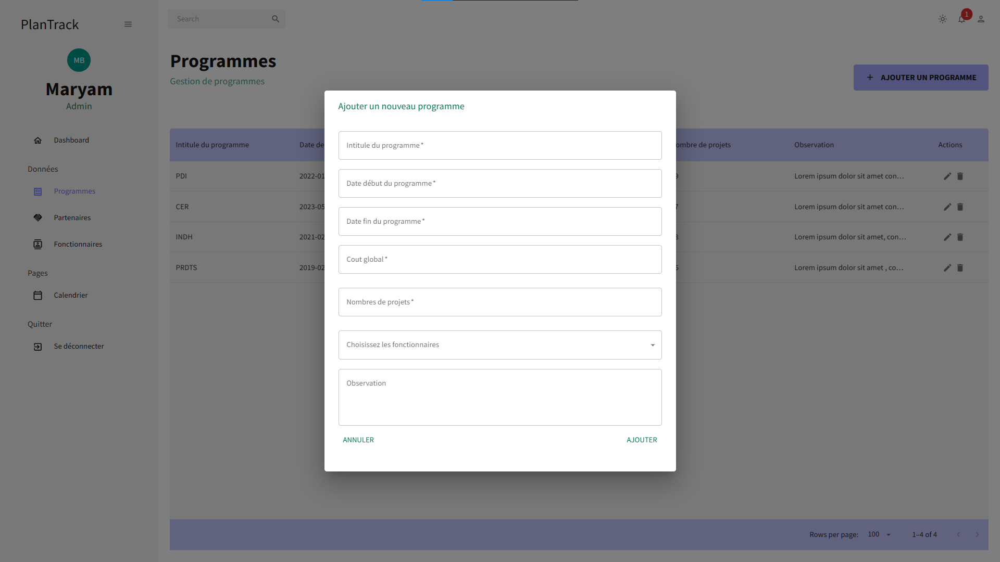 PlanTrack
Search
1
MB
Maryam
Admin
Dashboard
Données
Programmes
Partenaires
Fonctionnaires
Pages
Calendrier
Quitter
Se déconnecter
Programmes
Gestion de programmes
+ AJOUTER UN PROGRAMME
Intitule du programme Date de ombre de projets Observation Actions
PDI 2022-01 9 Lorem ipsum dolor sit amet con...
CER 2023-05 7 Lorem ipsum dolor sit amet con...
INDH 2021-02 Lorem ipsum dolor sit amet, con...
PRDTS 2019-02 Lorem ipsum dolor sit amet , co...
Rows per page: 100 1–4 of 4
Ajouter un nouveau programme
Intitule du programme *
Date début du programme *
Date fin du programme *
Cout global *
Nombres de projets *
Choisissez les fonctionnaires
Observation
ANNULER AJOUTER